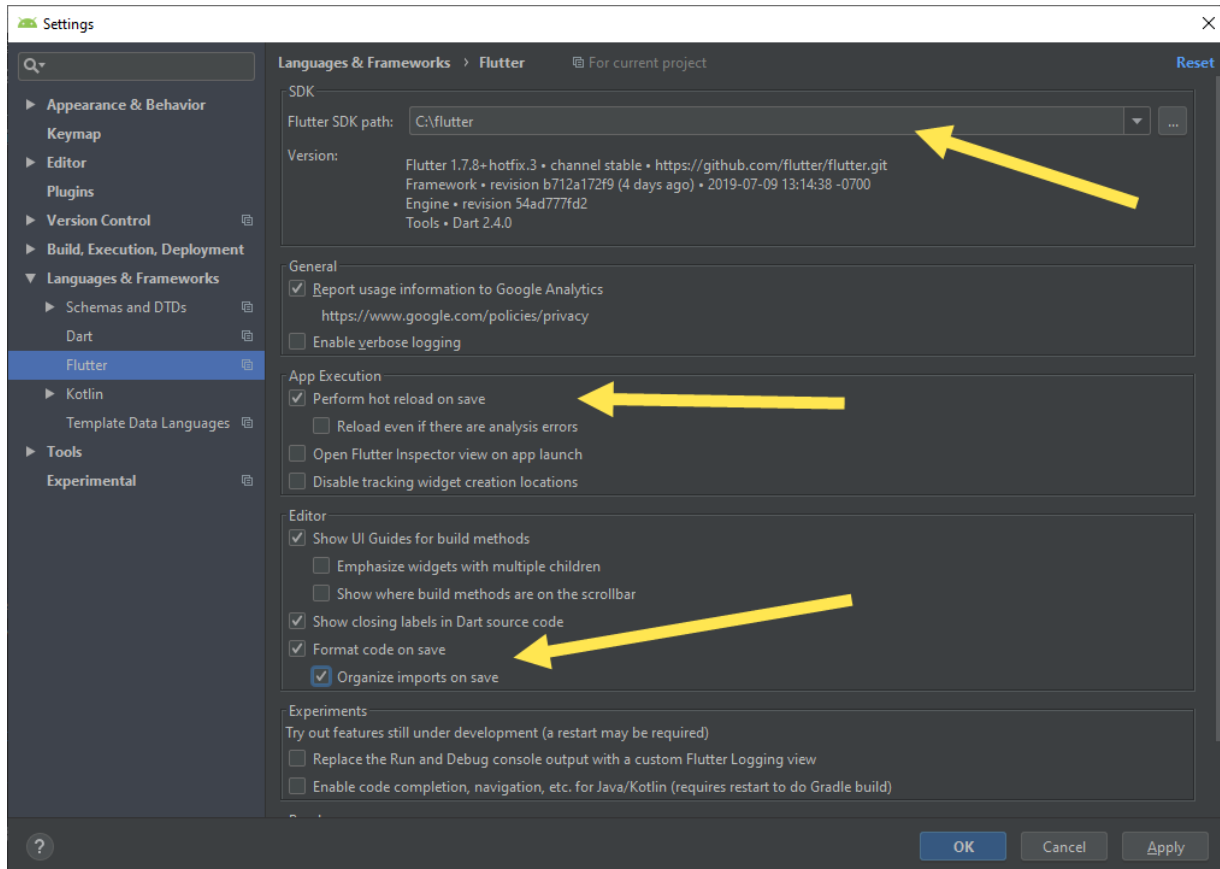 Settings
Languages & Frameworks › Flutter For current project Reset
Appearance & Behavior
Keymap
Editor
Plugins
Version Control
Build, Execution, Deployment
Languages & Frameworks
Schemas and DTDs
Dart
Flutter
Kotlin
Template Data Languages
Tools
Experimental
SDK
Flutter SDK path: C:\flutter ...
Version:
Flutter 1.7.8+hotfix.3 • channel stable • https://github.com/flutter/flutter.git
Framework • revision b712a172f9 (4 days ago) • 2019-07-09 13:14:38 -0700
Engine • revision 54ad777fd2
Tools • Dart 2.4.0
General
Report usage information to Google Analytics
https://www.google.com/policies/privacy
Enable verbose logging
App Execution
Perform hot reload on save
Reload even if there are analysis errors
Open Flutter Inspector view on app launch
Disable tracking widget creation locations
Editor
Show UI Guides for build methods
Emphasize widgets with multiple children
Show where build methods are on the scrollbar
Show closing labels in Dart source code
Format code on save
Organize imports on save
Experiments
Try out features still under development (a restart may be required)
Replace the Run and Debug console output with a custom Flutter Logging view
Enable code completion, navigation, etc. for Java/Kotlin (requires restart to do Gradle build)
? OK Cancel Apply